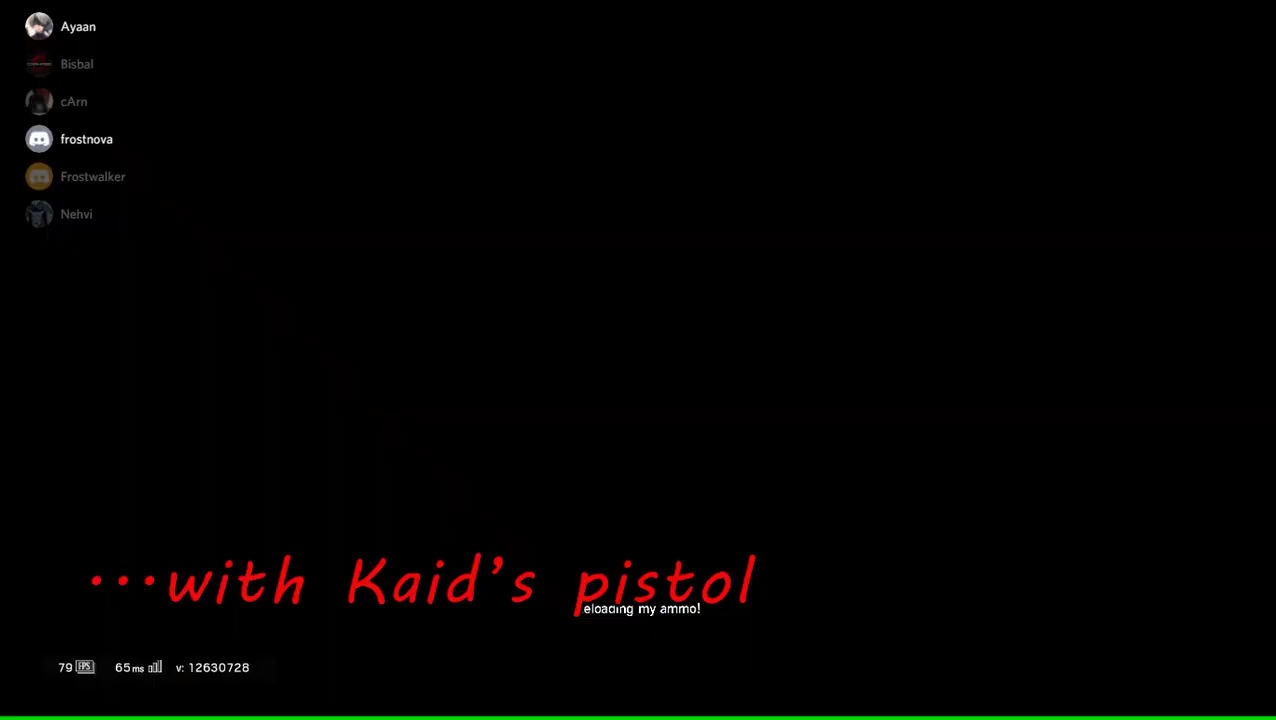 Ayaan
Bisbal
cArn
frostnova
Frostwalker
Nehvi
...with Kaid's pistol
eloading my ammo!
79 FPS 65ms v: 12630728